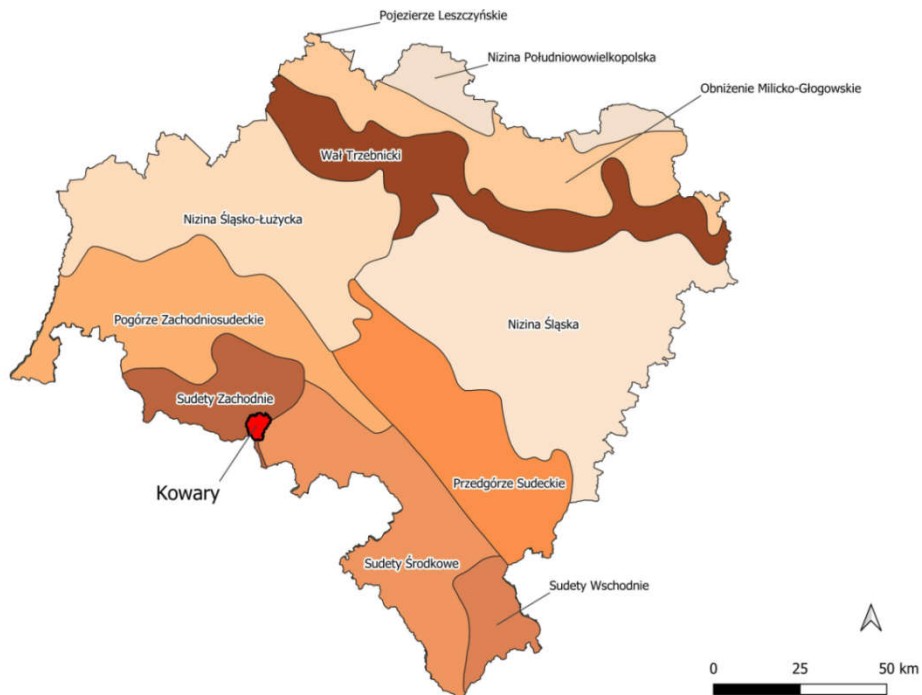 Pojezierze Leszczyńskie
Nizina Południowowielkopolska
Obniżenie Milicko-Głogowskie
Wał Trzebnicki
Nizina Śląsko-Łużycka
Pogórze Zachodniosudeckie
Nizina Śląska
Sudety Zachodnie
Kowary
Przedgórze Sudeckie
Sudety Środkowe
Sudety Wschodnie
0 25 50 km